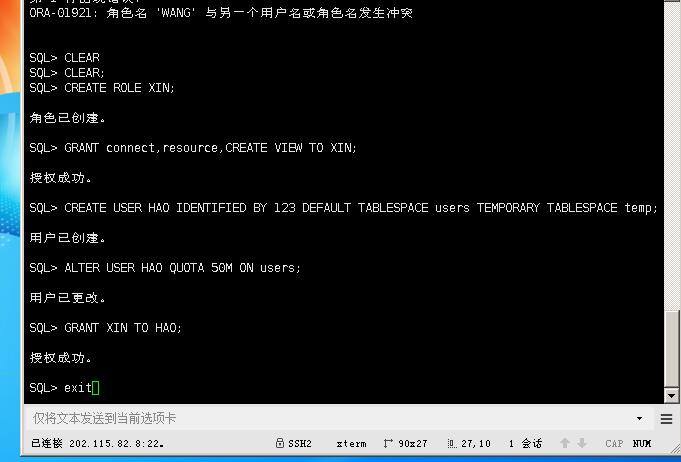 ORA-01921: 角色名 'WANG' 与另一个用户名或角色名发生冲突
SQL> CLEAR
SQL> CLEAR;
SQL> CREATE ROLE XIN;
角色已创建。
SQL> GRANT connect,resource,CREATE VIEW TO XIN;
授权成功。
SQL> CREATE USER HAO IDENTIFIED BY 123 DEFAULT TABLESPACE users TEMPORARY TABLESPACE temp;
用户已创建。
SQL> ALTER USER HAO QUOTA 50M ON users;
用户已更改。
SQL> GRANT XIN TO HAO;
授权成功。
SQL> exit
仅将文本发送到当前选项卡
已连接 202.115.82.8:22。 SSH2 xterm 90x27 27,10 1 会话 CAP NUM